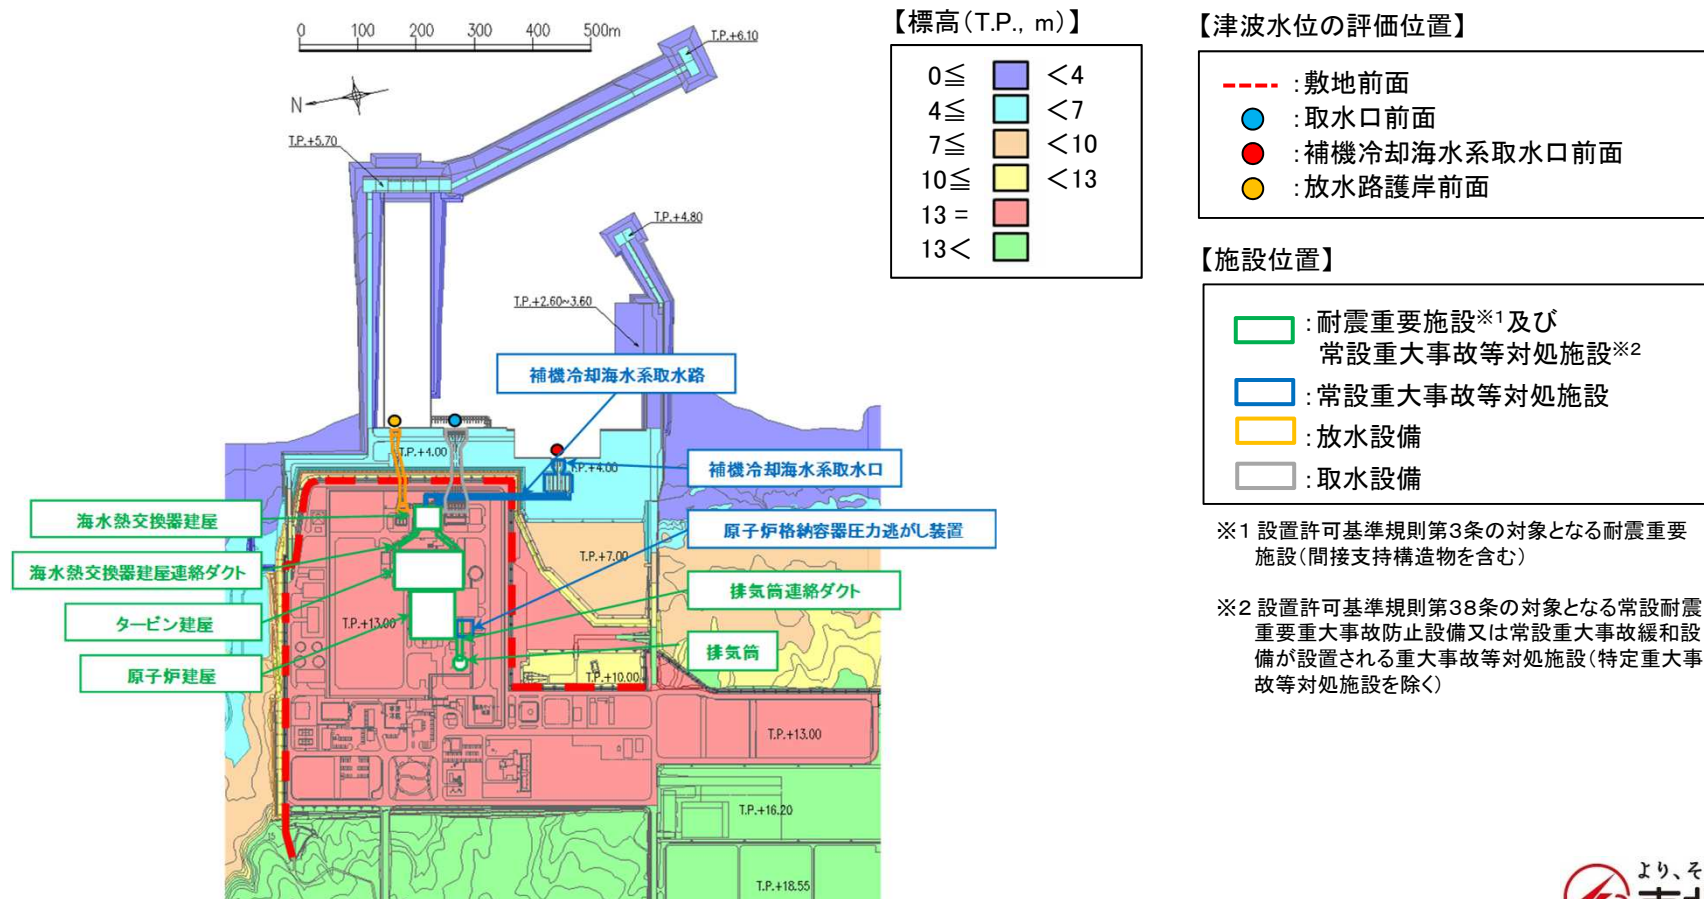 0 100 200 300 400 500m
N
T.P.+6.10
T.P.+5.70
T.P.+4.80
T.P.+2.60~3.60
補機冷却海水系取水路
T.P.+4.00
T.P.+4.00
補機冷却海水系取水口
海水熱交換器建屋
原子炉格納容器圧力逃がし装置
T.P.+7.00
海水熱交換器建屋連絡ダクト
排気筒連絡ダクト
タービン建屋
T.P.+13.00
排気筒
原子炉建屋
T.P.+10.00
T.P.+13.00
T.P.+16.20
T.P.+18.55
【標高(T.P., m)】
0≦ <4
4≦ <7
7≦ <10
10≦ <13
13 =
13<
【津波水位の評価位置】
:敷地前面
:取水口前面
:補機冷却海水系取水口前面
:放水路護岸前面
【施設位置】
:耐震重要施設※1及び
常設重大事故等対処施設※2
:常設重大事故等対処施設
:放水設備
:取水設備
※1 設置許可基準規則第3条の対象となる耐震重要
施設(間接支持構造物を含む)
※2 設置許可基準規則第38条の対象となる常設耐震
重要重大事故防止設備又は常設重大事故緩和設
備が設置される重大事故等対処施設(特定重大事
故等対処施設を除く)
より、そ